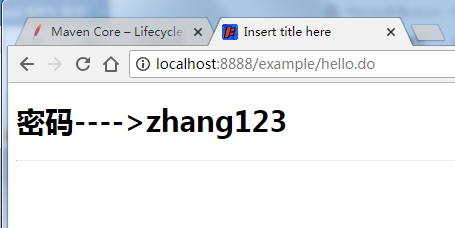 Maven Core – Lifecycle
Insert title here
localhost:8888/example/hello.do
密码---->zhang123